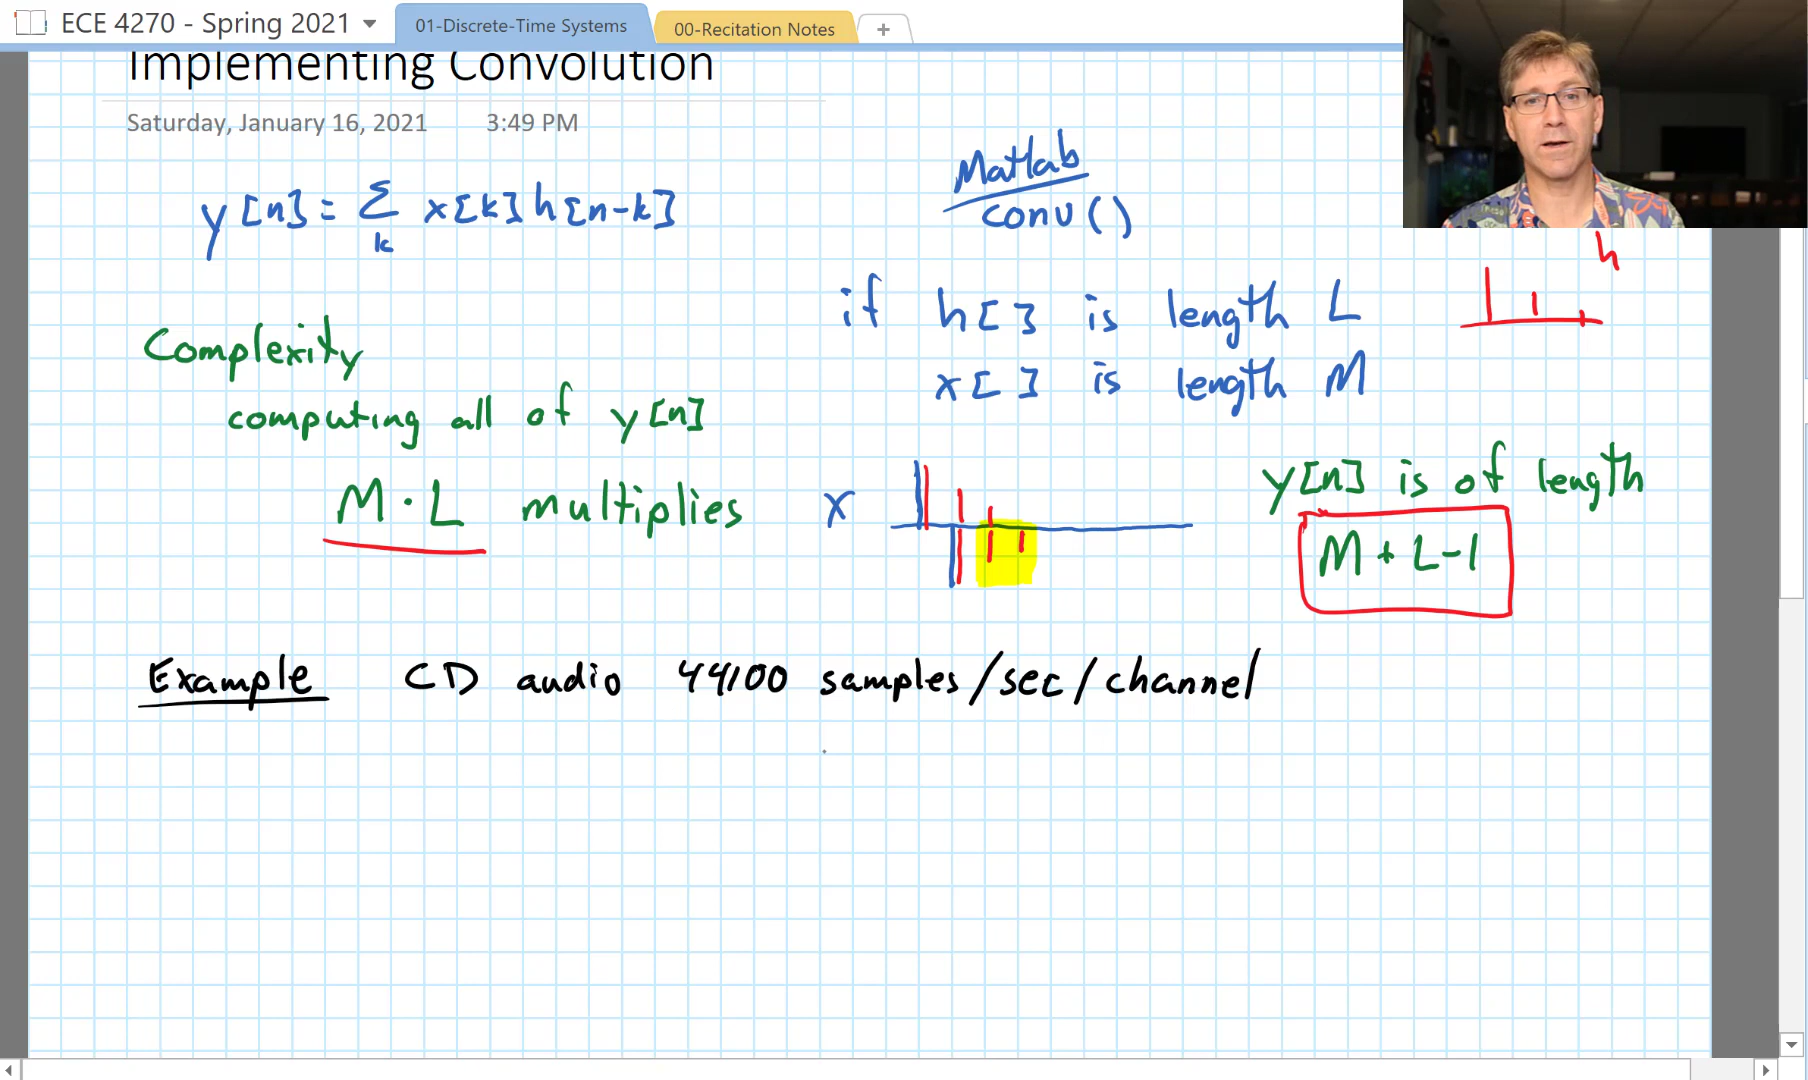 ECE 4270 - Spring 2021
01-Discrete-Time Systems
00-Recitation Notes
+
Implementing Convolution
Saturday, January 16, 2021 3:49 PM
y[n] = Σ x[k] h[n-k]
k
Matlab
conv()
h
if h[ ] is length L
x[ ] is length M
Complexity
computing all of y[n]
M · L multiplies
x
y[n] is of length
M + L - 1
Example CD audio 44100 samples/sec/channel